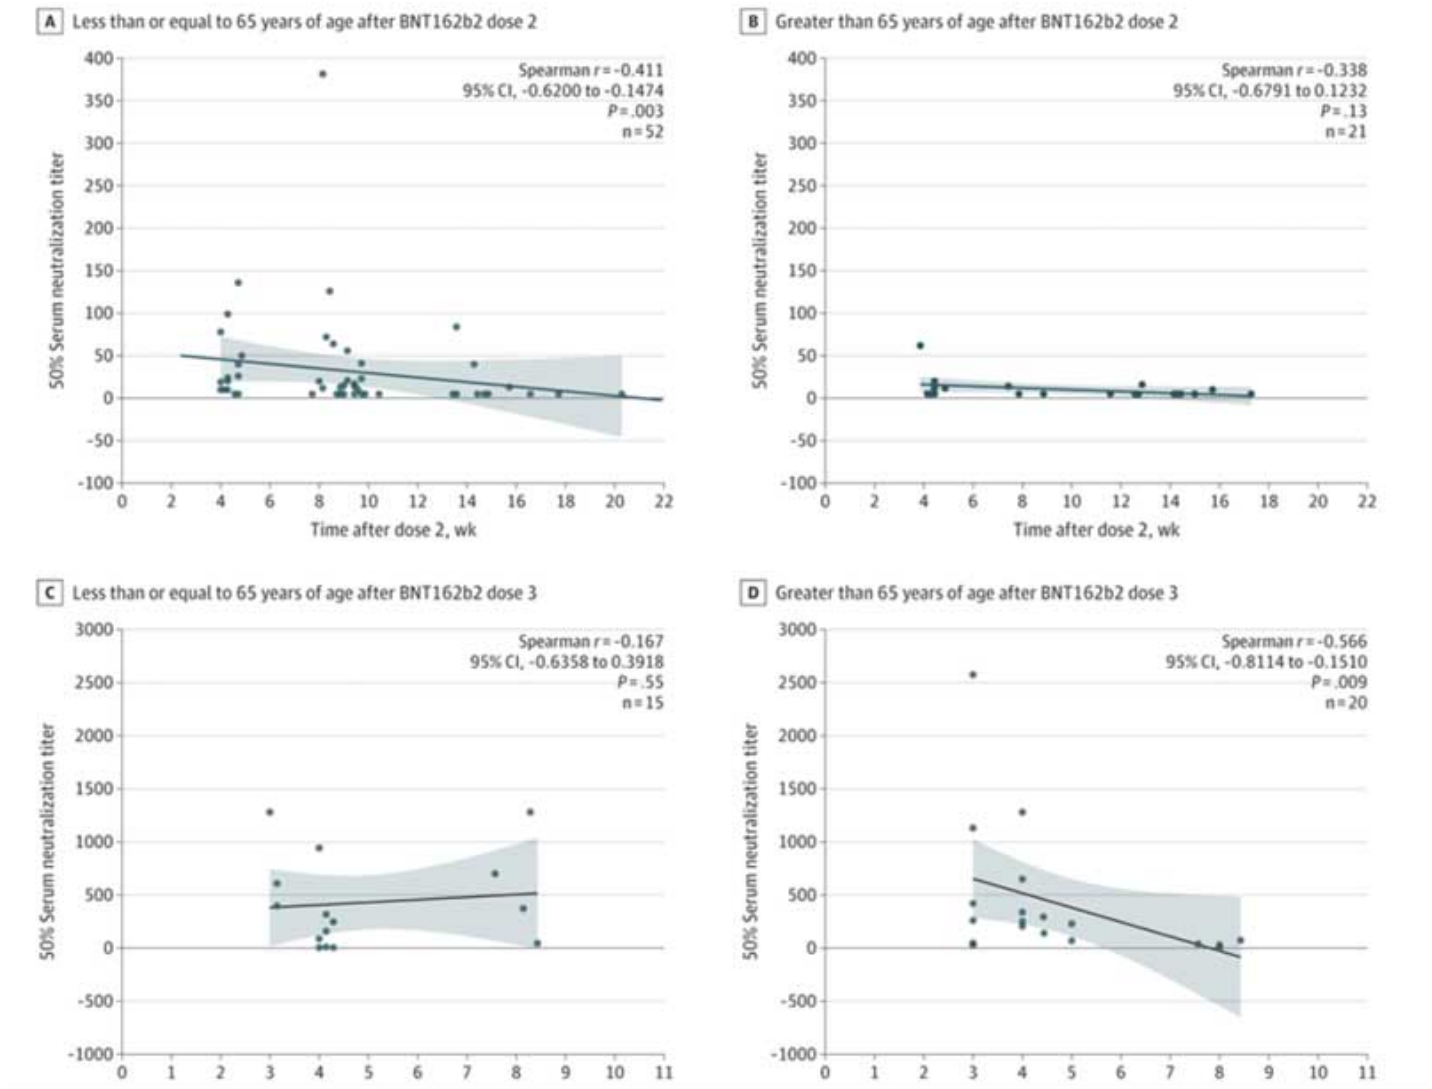 A Less than or equal to 65 years of age after BNT162b2 dose 2
400
350
300
250
200
150
100
50
0
-50
-100
50% Serum neutralization titer
Spearman r=-0.411
95% CI, -0.6200 to -0.1474
P=.003
n=52
0 2 4 6 8 10 12 14 16 18 20 22
Time after dose 2, wk
B Greater than 65 years of age after BNT162b2 dose 2
400
350
300
250
200
150
100
50
0
-50
-100
50% Serum neutralization titer
Spearman r=-0.338
95% CI, -0.6791 to 0.1232
P=.13
n=21
0 2 4 6 8 10 12 14 16 18 20 22
Time after dose 2, wk
C Less than or equal to 65 years of age after BNT162b2 dose 3
3000
2500
2000
1500
1000
500
0
-500
-1000
50% Serum neutralization titer
Spearman r=-0.167
95% CI, -0.6358 to 0.3918
P=.55
n=15
0 1 2 3 4 5 6 7 8 9 10 11
D Greater than 65 years of age after BNT162b2 dose 3
3000
2500
2000
1500
1000
500
0
-500
-1000
50% Serum neutralization titer
Spearman r=-0.566
95% CI, -0.8114 to -0.1510
P=.009
n=20
0 1 2 3 4 5 6 7 8 9 10 11